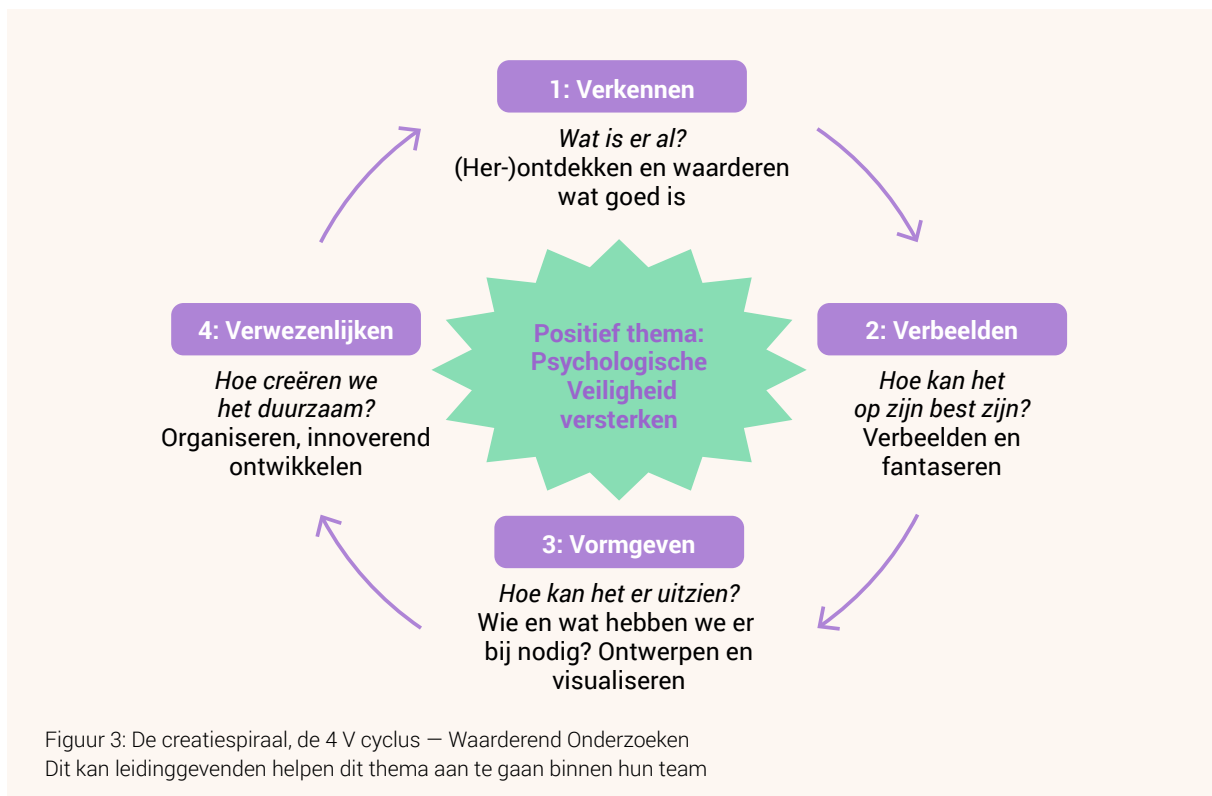 1: Verkennen
Wat is er al?
(Her-)ontdekken en waarderen
wat goed is
2: Verbeelden
Hoe kan het
op zijn best zijn?
Verbeelden en
fantaseren
3: Vormgeven
Hoe kan het er uitzien?
Wie en wat hebben we er
bij nodig? Ontwerpen en
visualiseren
4: Verwezenlijken
Hoe creëren we
het duurzaam?
Organiseren, innoverend
ontwikkelen
Positief thema:
Psychologische
Veiligheid
versterken
Figuur 3: De creatiespiraal, de 4 V cyclus — Waarderend Onderzoeken
Dit kan leidinggevenden helpen dit thema aan te gaan binnen hun team